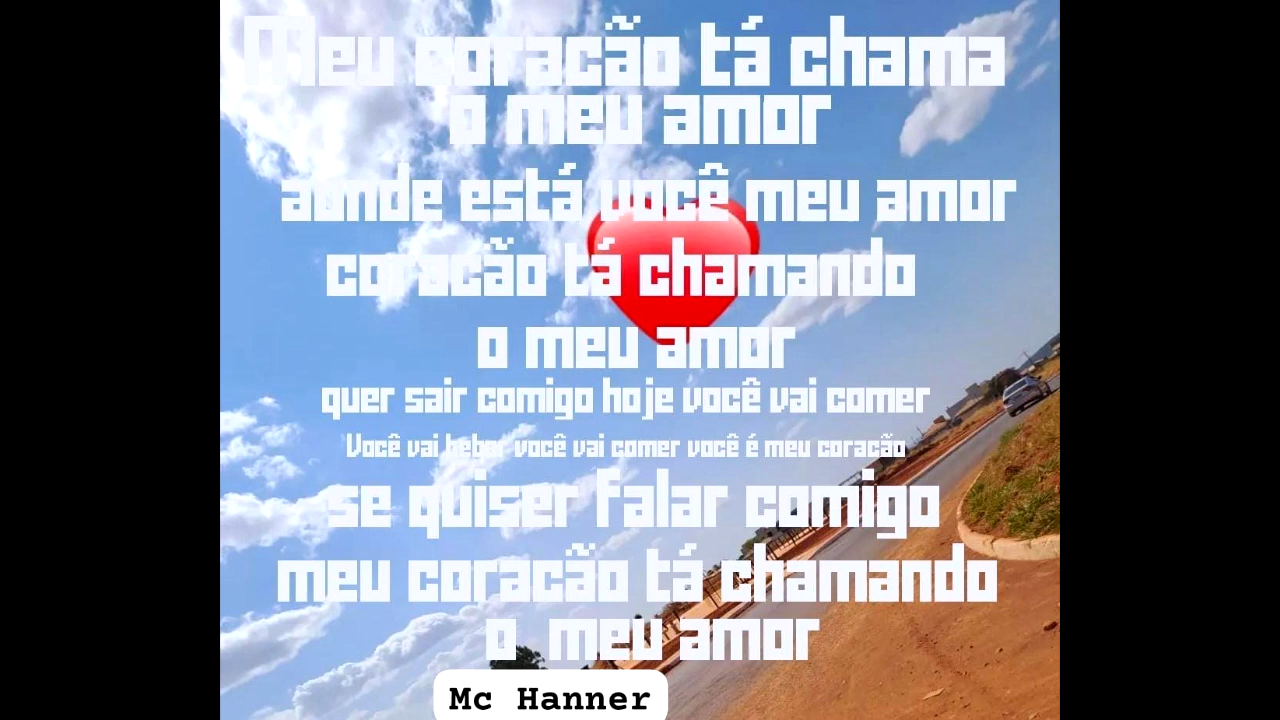 Meu coracão tá chama
o meu amor
aonde está você meu amor
coracão tá chamando
o meu amor
quer sair comigo hoje você vai comer
Você vai beber você vai comer você é meu coracão
se quiser falar comigo
meu coracão tá chamando
o meu amor
Mc Hanner